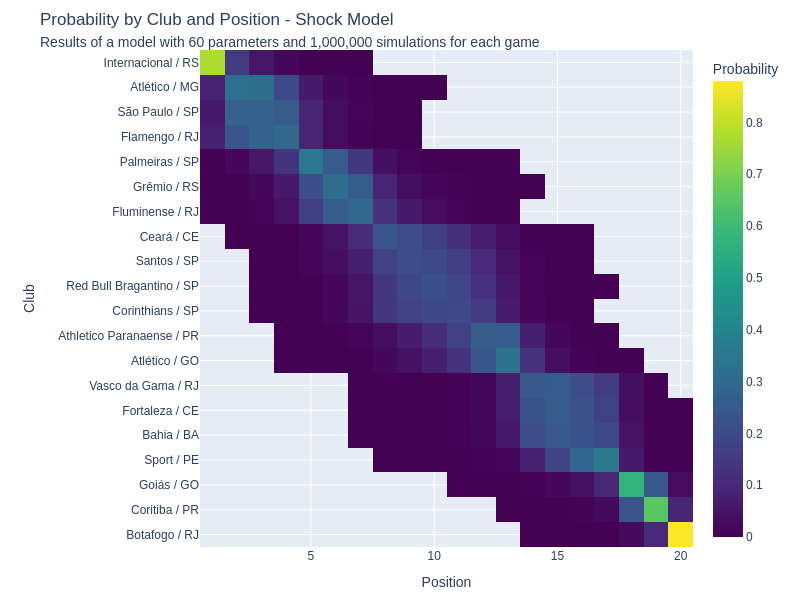 Probability by Club and Position - Shock Model
Results of a model with 60 parameters and 1,000,000 simulations for each game
Probability
Internacional / RS
Atlético / MG
São Paulo / SP
Flamengo / RJ
Palmeiras / SP
Grêmio / RS
Fluminense / RJ
Ceará / CE
Santos / SP
Red Bull Bragantino / SP
Corinthians / SP
Athletico Paranaense / PR
Atlético / GO
Vasco da Gama / RJ
Fortaleza / CE
Bahia / BA
Sport / PE
Goiás / GO
Coritiba / PR
Botafogo / RJ
Club
5
10
15
20
Position
0.8
0.7
0.6
0.5
0.4
0.3
0.2
0.1
0